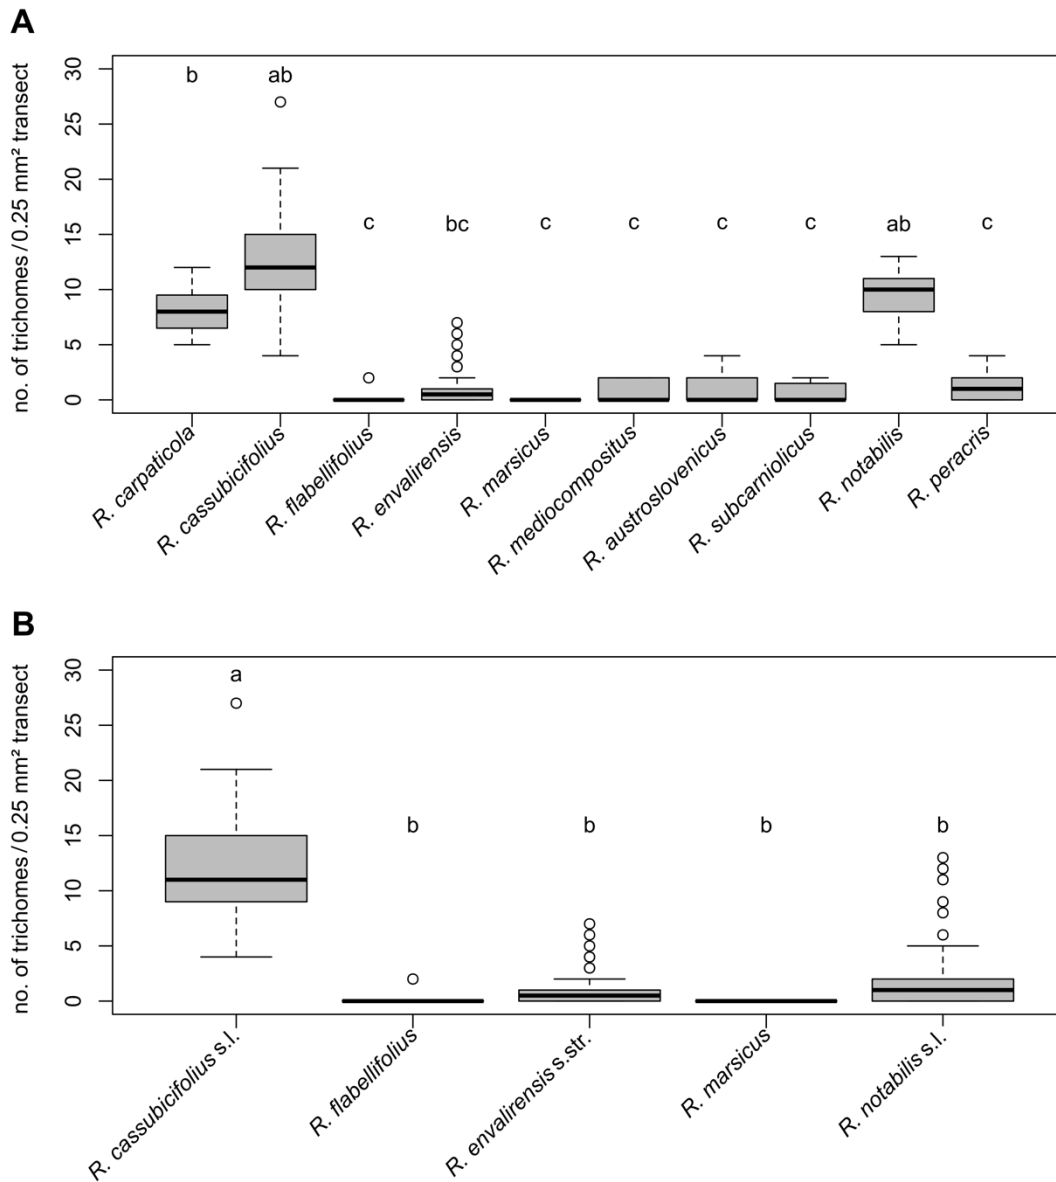 A
no. of trichomes / 0.25 mm² transect
30
25
20
15
10
5
0
b
ab
c
bc
c
c
c
c
ab
c
R. carpaticola
R. cassubicifolius
R. flabellifolius
R. envalirensis
R. marsicus
R. mediocompositus
R. austroslovenicus
R. subcarniolicus
R. notabilis
R. peracris
B
no. of trichomes / 0.25 mm² transect
30
25
20
15
10
5
0
a
b
b
b
b
R. cassubicifolius s.l.
R. flabellifolius
R. envalirensis s.str.
R. marsicus
R. notabilis s.l.